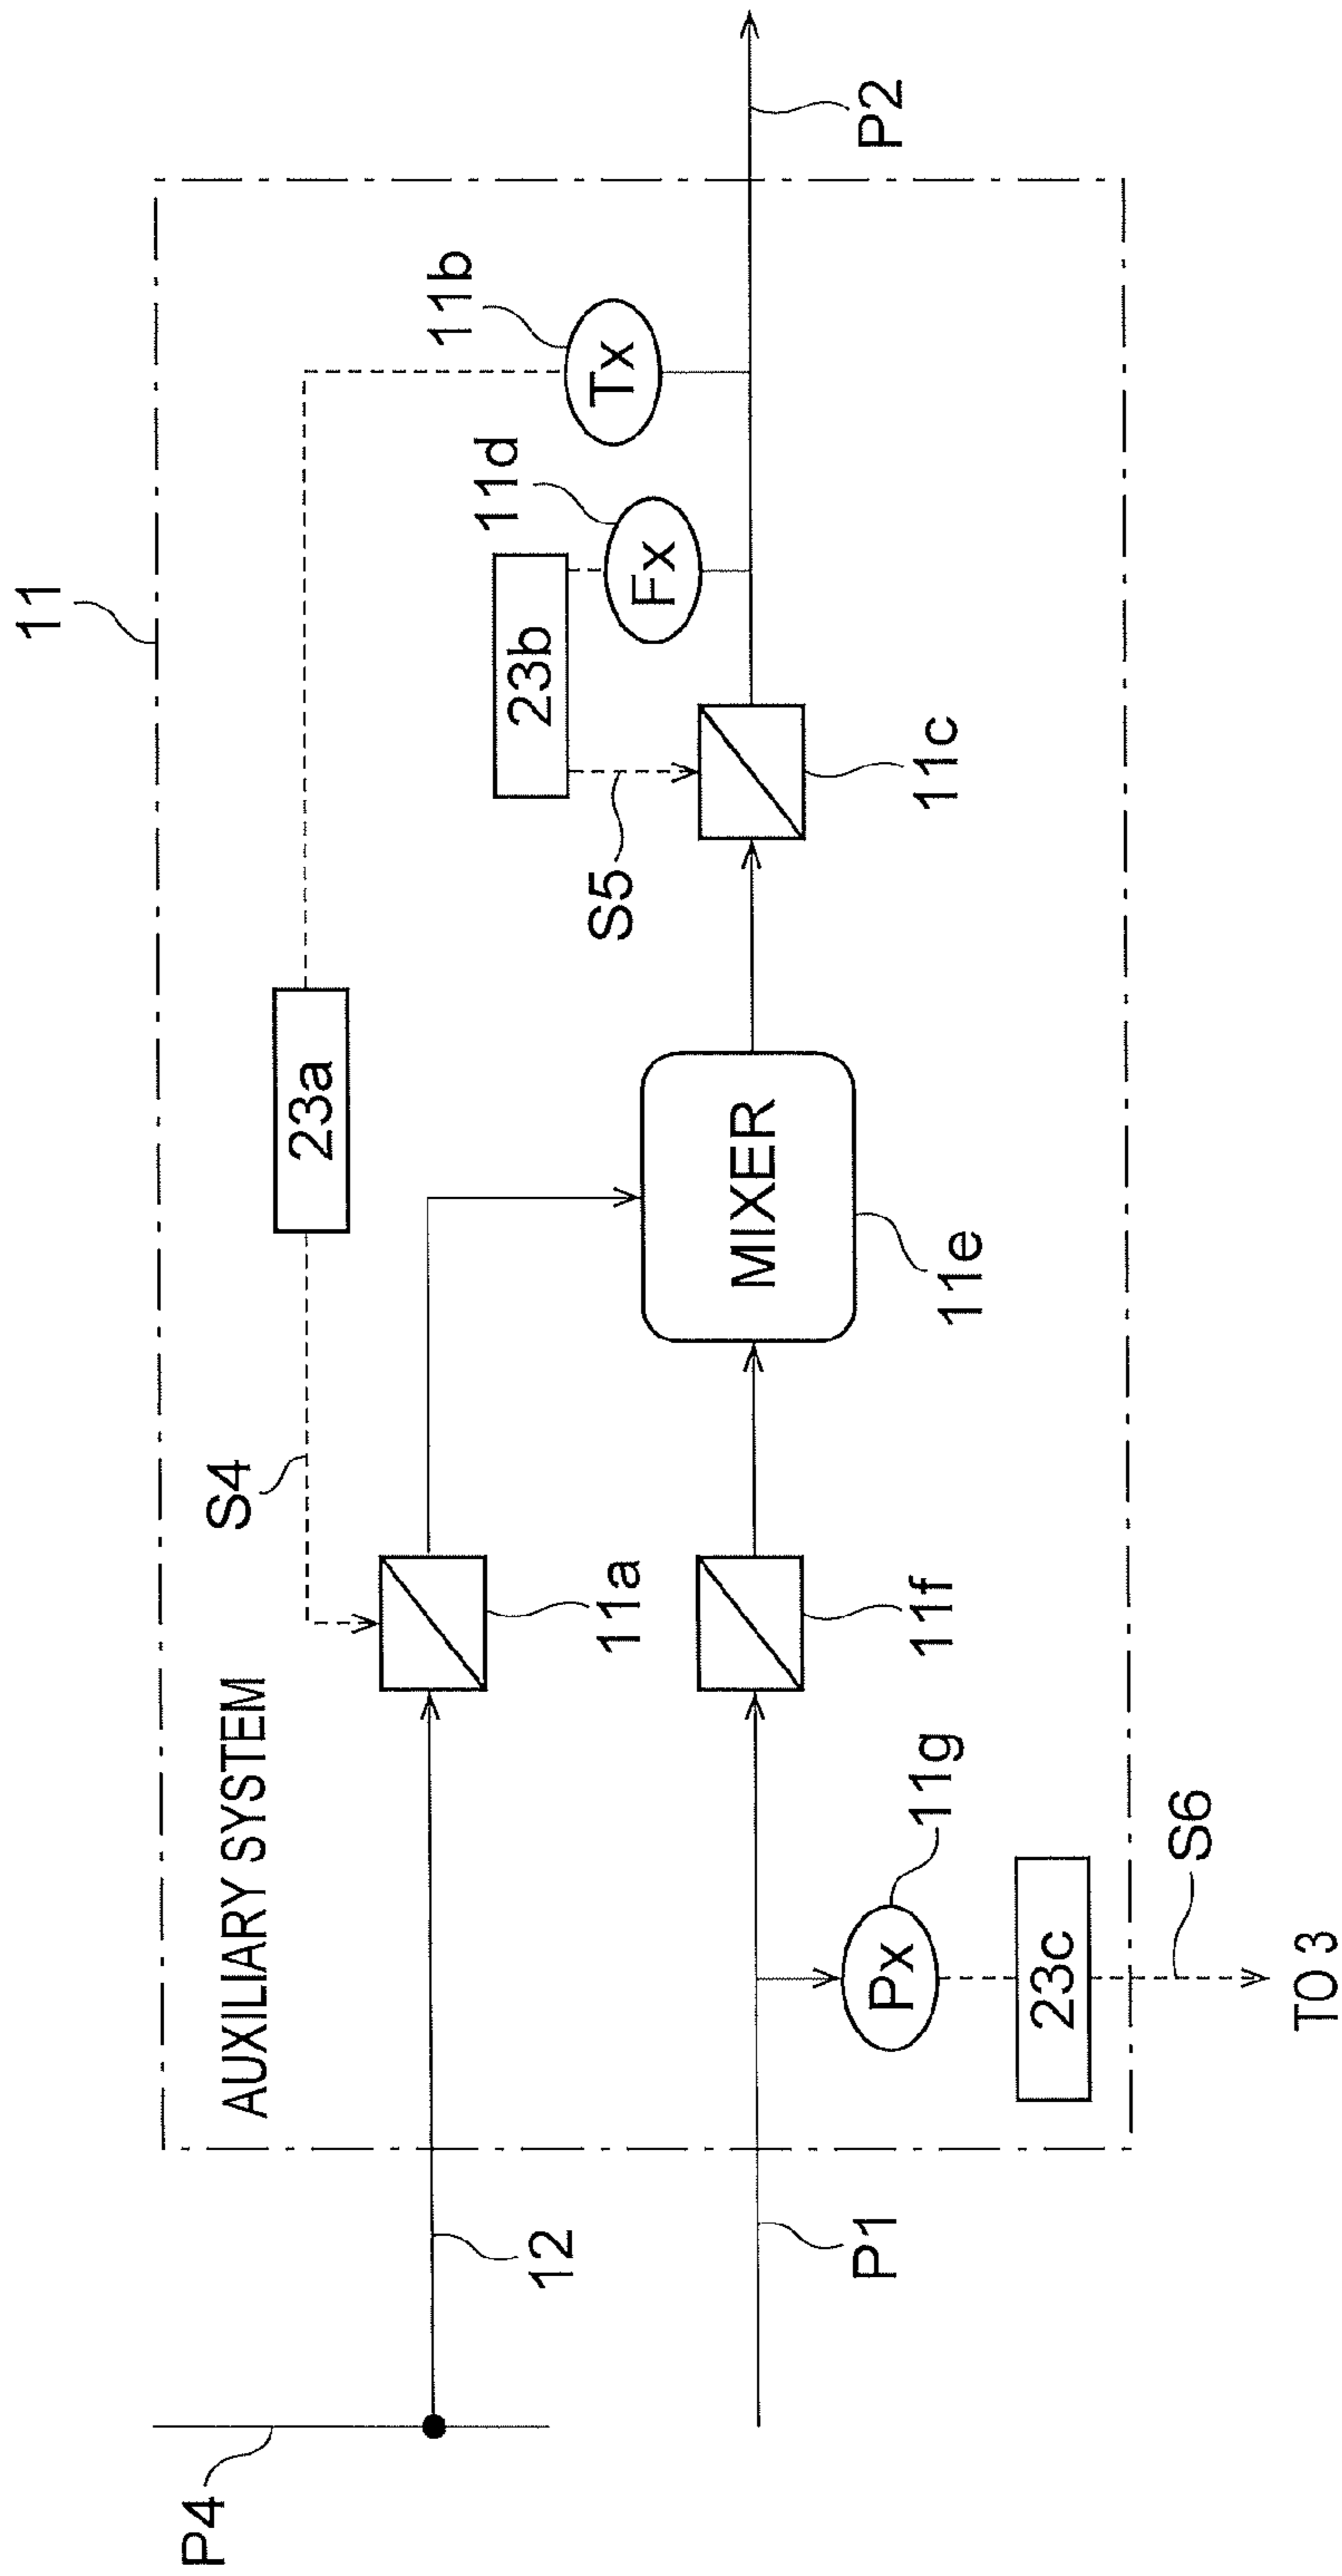 11
AUXILIARY SYSTEM
P4
12
S4
23a
11a
11b
Tx
11d
Fx
23b
S5
11c
MIXER
11e
11f
P1
P2
11g
Px
23c
S6
TO 3